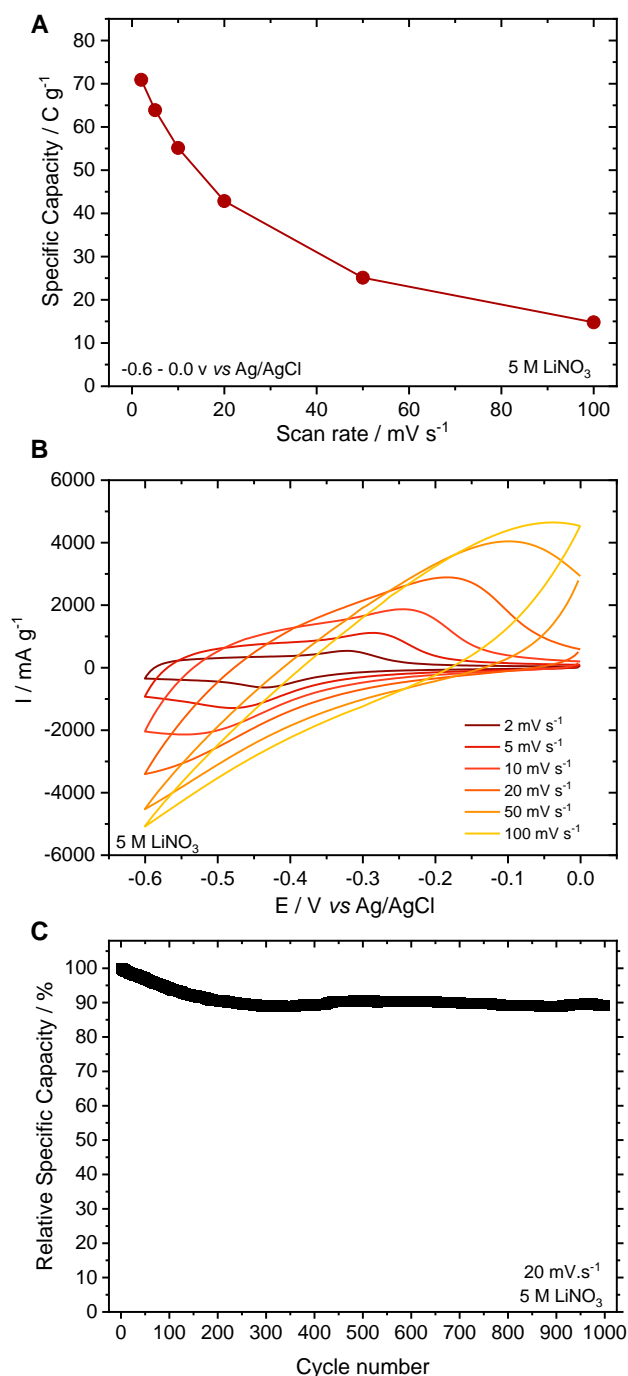 A
80
70
60
50
40
30
20
10
0
Specific Capacity / C g⁻¹
-0.6 - 0.0 v vs Ag/AgCl
5 M LiNO₃
0 20 40 60 80 100
Scan rate / mV s⁻¹
B
6000
4000
2000
0
-2000
-4000
-6000
I / mA g⁻¹
2 mV s⁻¹
5 mV s⁻¹
10 mV s⁻¹
20 mV s⁻¹
50 mV s⁻¹
100 mV s⁻¹
5 M LiNO₃
-0.6 -0.5 -0.4 -0.3 -0.2 -0.1 0.0
E / V vs Ag/AgCl
C
100
90
80
70
60
50
40
30
20
10
0
Relative Specific Capacity / %
20 mV.s⁻¹
5 M LiNO₃
0 100 200 300 400 500 600 700 800 900 1000
Cycle number